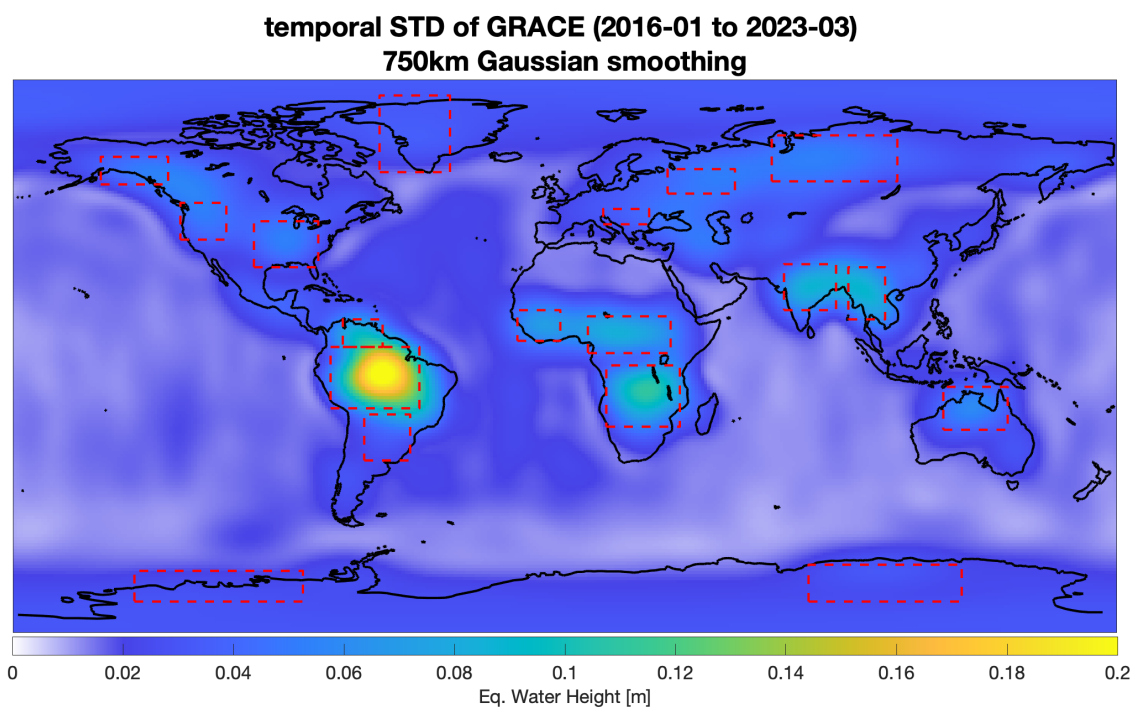 temporal STD of GRACE (2016-01 to 2023-03)
750km Gaussian smoothing
0 0.02 0.04 0.06 0.08 0.1 0.12 0.14 0.16 0.18 0.2
Eq. Water Height [m]